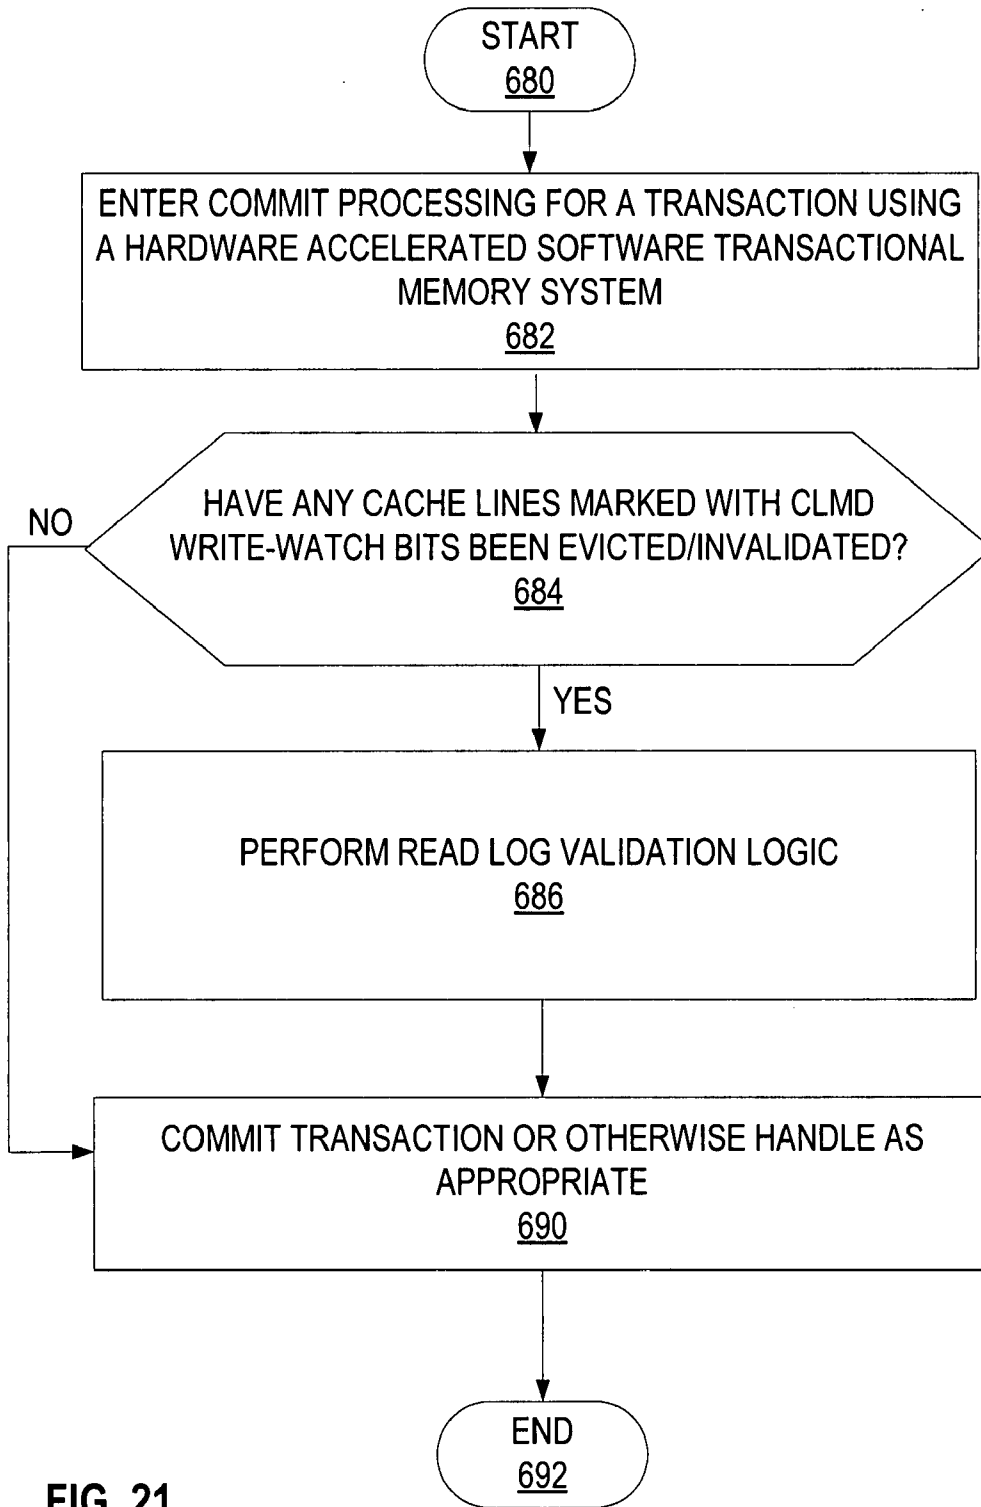 START
680
ENTER COMMIT PROCESSING FOR A TRANSACTION USING
A HARDWARE ACCELERATED SOFTWARE TRANSACTIONAL
MEMORY SYSTEM
682
HAVE ANY CACHE LINES MARKED WITH CLMD
WRITE-WATCH BITS BEEN EVICTED/INVALIDATED?
684
NO
YES
PERFORM READ LOG VALIDATION LOGIC
686
COMMIT TRANSACTION OR OTHERWISE HANDLE AS
APPROPRIATE
690
END
692
FIG. 21